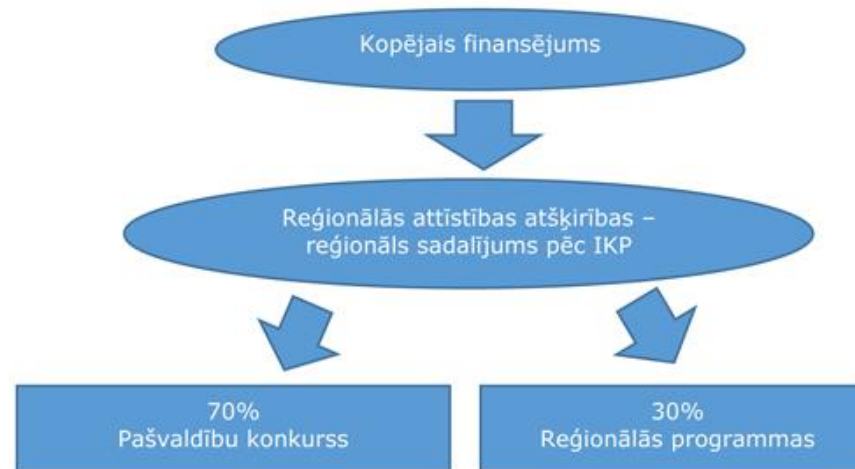 Kopējais finansējums
Reģionālās attīstības atšķirības –
reģionāls sadalījums pēc IKP
70%
Pašvaldību konkurss
30%
Reģionālās programmas